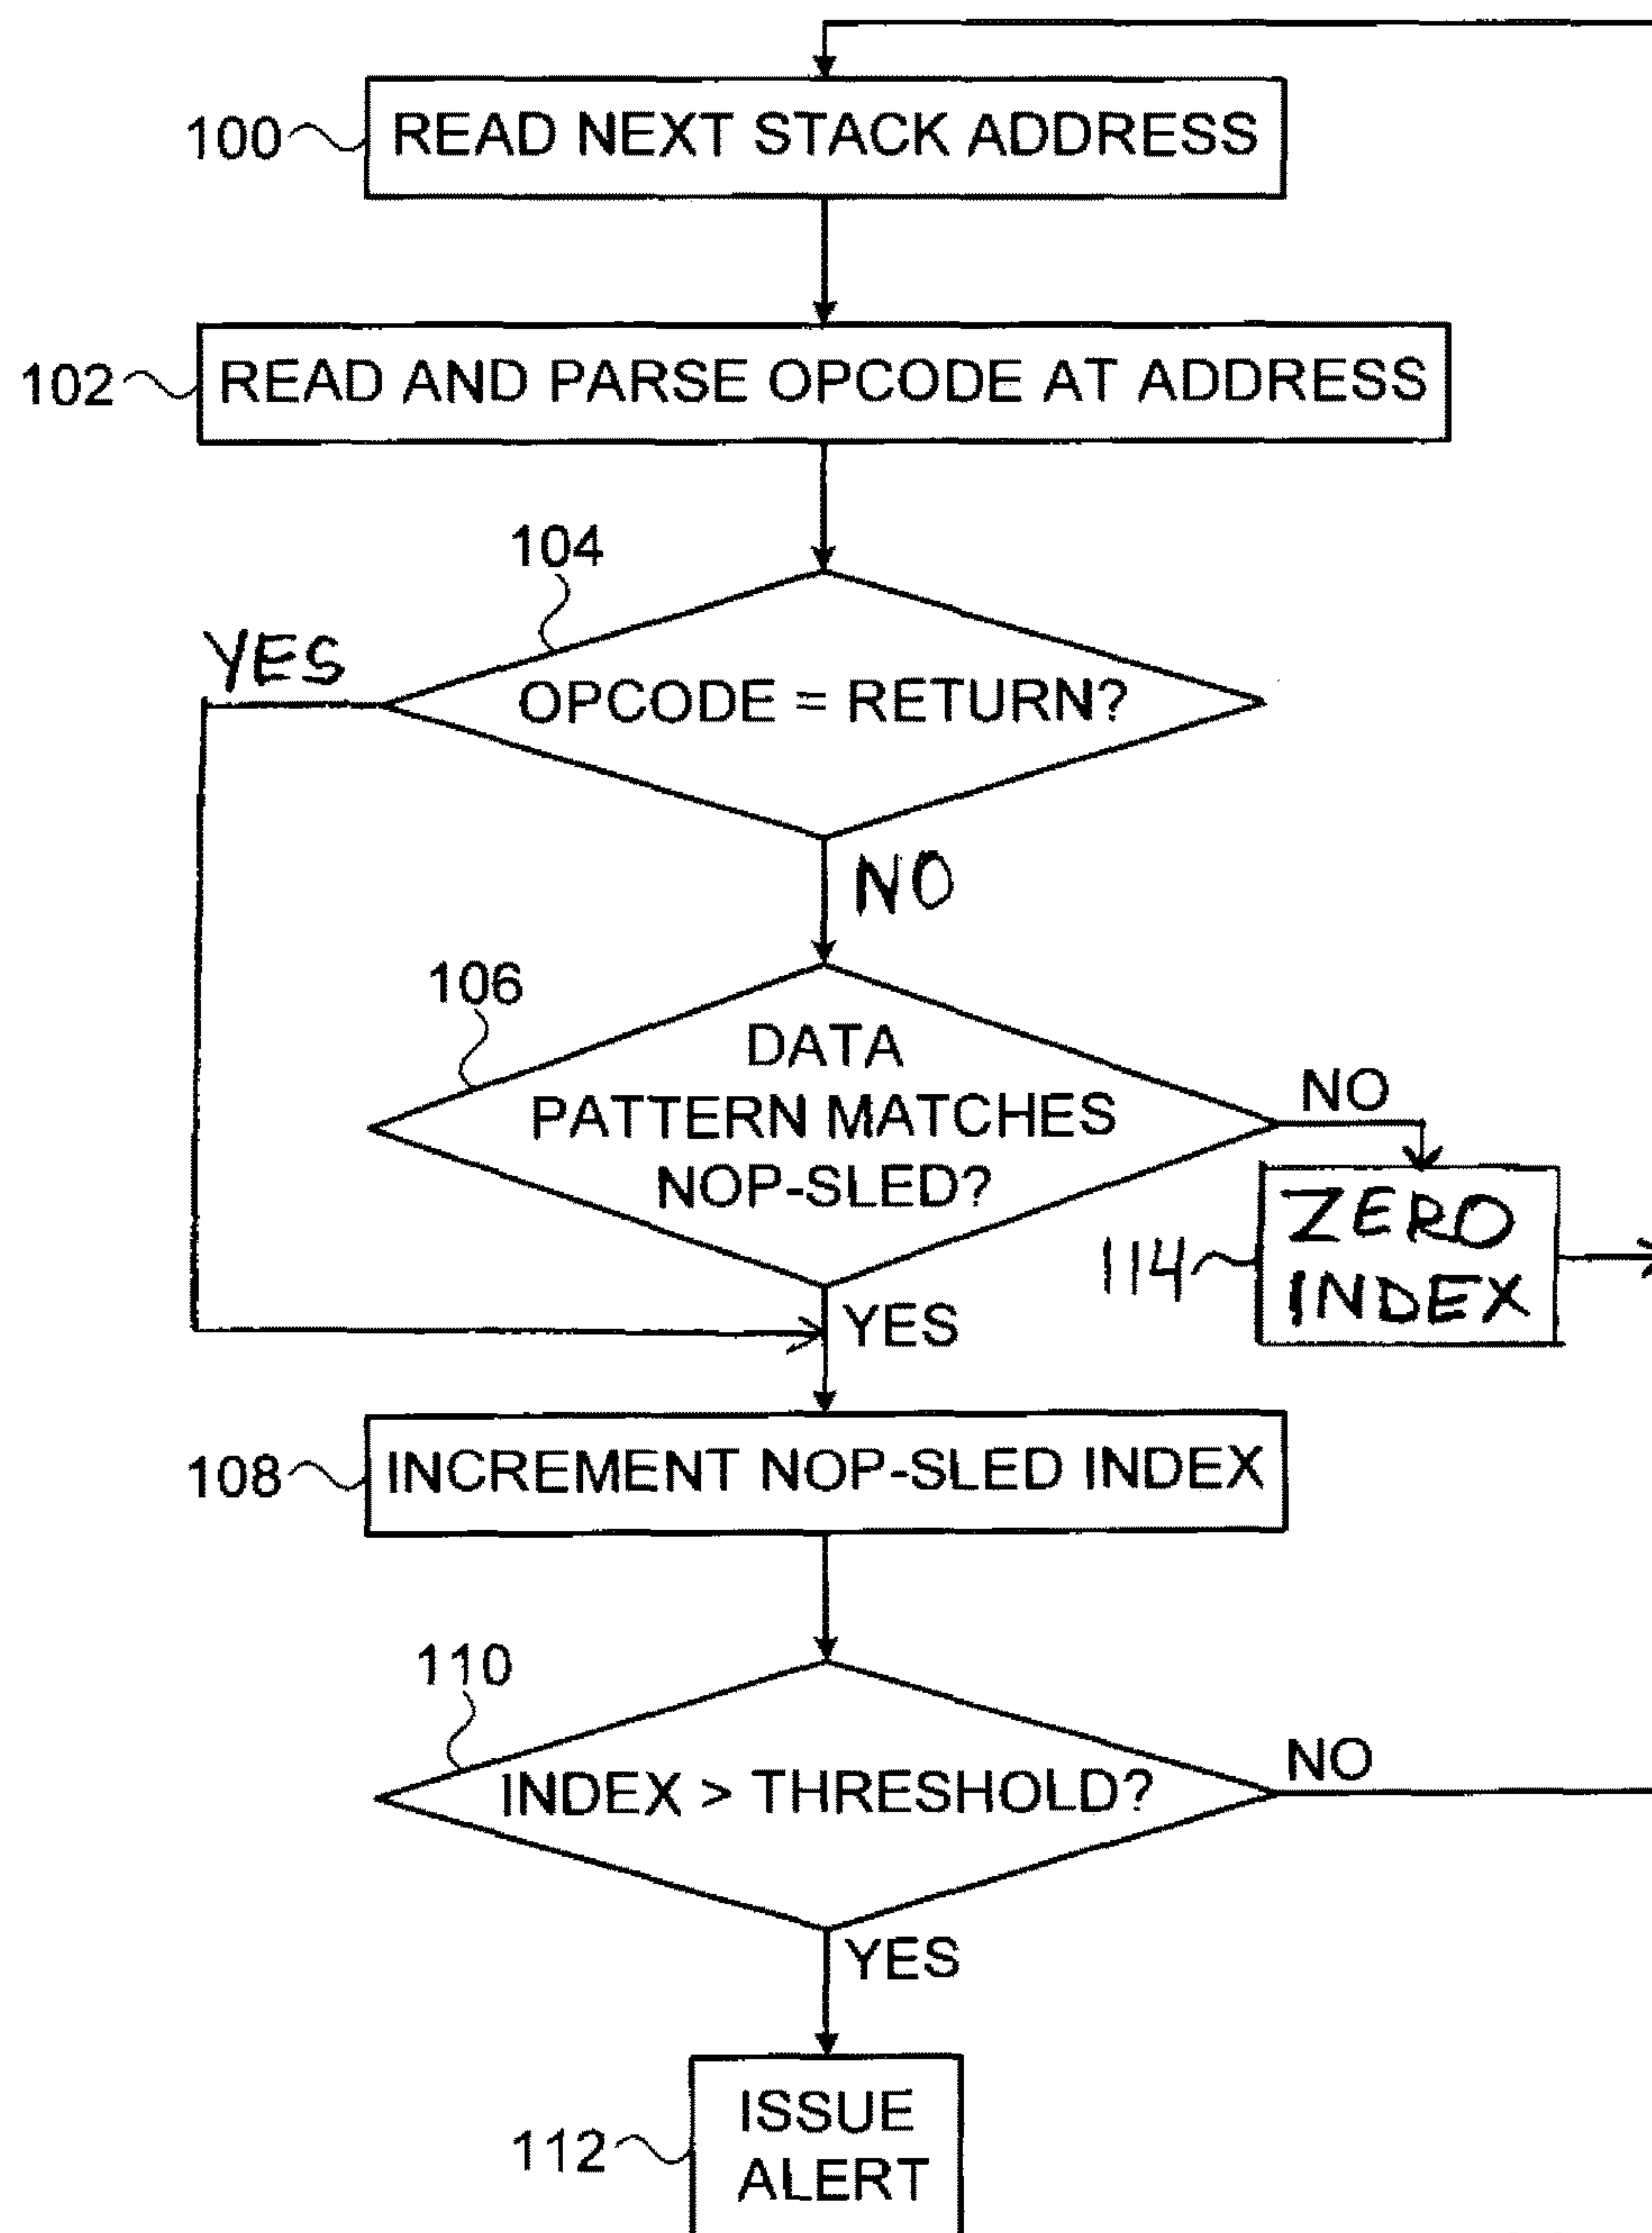 100 READ NEXT STACK ADDRESS
102 READ AND PARSE OPCODE AT ADDRESS
104
YES
OPCODE = RETURN?
NO
106
DATA
PATTERN MATCHES
NOP-SLED?
NO
114
ZERO
INDEX
YES
108 INCREMENT NOP-SLED INDEX
110
INDEX > THRESHOLD?
NO
YES
112
ISSUE
ALERT